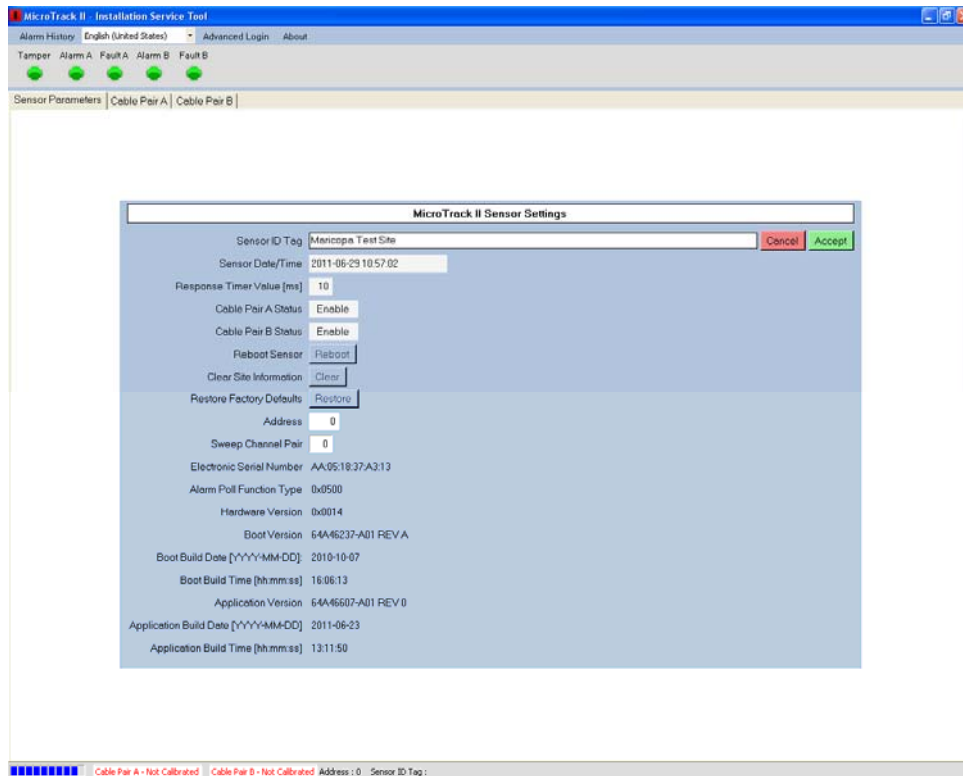 MicroTrack II - Installation Service Tool
Alarm History English (United States) Advanced Login About
Tamper Alarm A Fault A Alarm B Fault B
Sensor Parameters Cable Pair A Cable Pair B
MicroTrack II Sensor Settings
Sensor ID Tag Maricopa Test Site Cancel Accept
Sensor Date/Time 2011-06-29 10:57:02
Response Timer Value [ms] 10
Cable Pair A Status Enable
Cable Pair B Status Enable
Reboot Sensor Reboot
Clear Site Information Clear
Restore Factory Defaults Restore
Address 0
Sweep Channel Pair 0
Electronic Serial Number AA:05:18:37:A3:13
Alarm Poll Function Type 0x0500
Hardware Version 0x0014
Boot Version 64A46237-A01 REV A
Boot Build Date [YYYY-MM-DD]: 2010-10-07
Boot Build Time [hh:mm:ss] 16:06:13
Application Version 64A46607-A01 REV 0
Application Build Date [YYYY-MM-DD] 2011-06-23
Application Build Time [hh:mm:ss] 13:11:50
Cable Pair A - Not Calibrated Cable Pair B - Not Calibrated Address : 0 Sensor ID Tag :